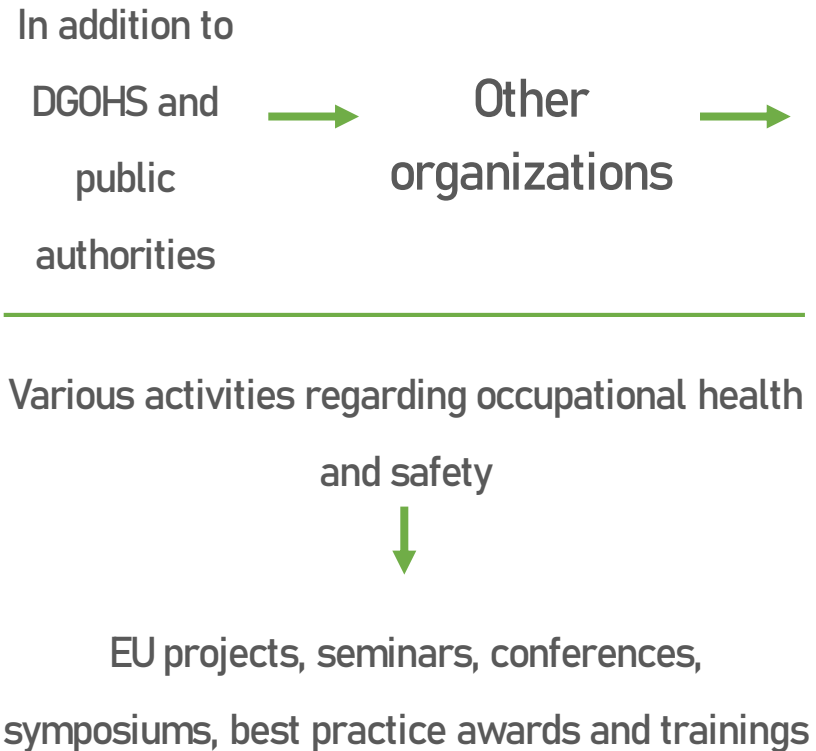 In addition to
DGOHS and
public
authorities
Other
organizations
Various activities regarding occupational health
and safety
EU projects, seminars, conferences,
symposiums, best practice awards and trainings